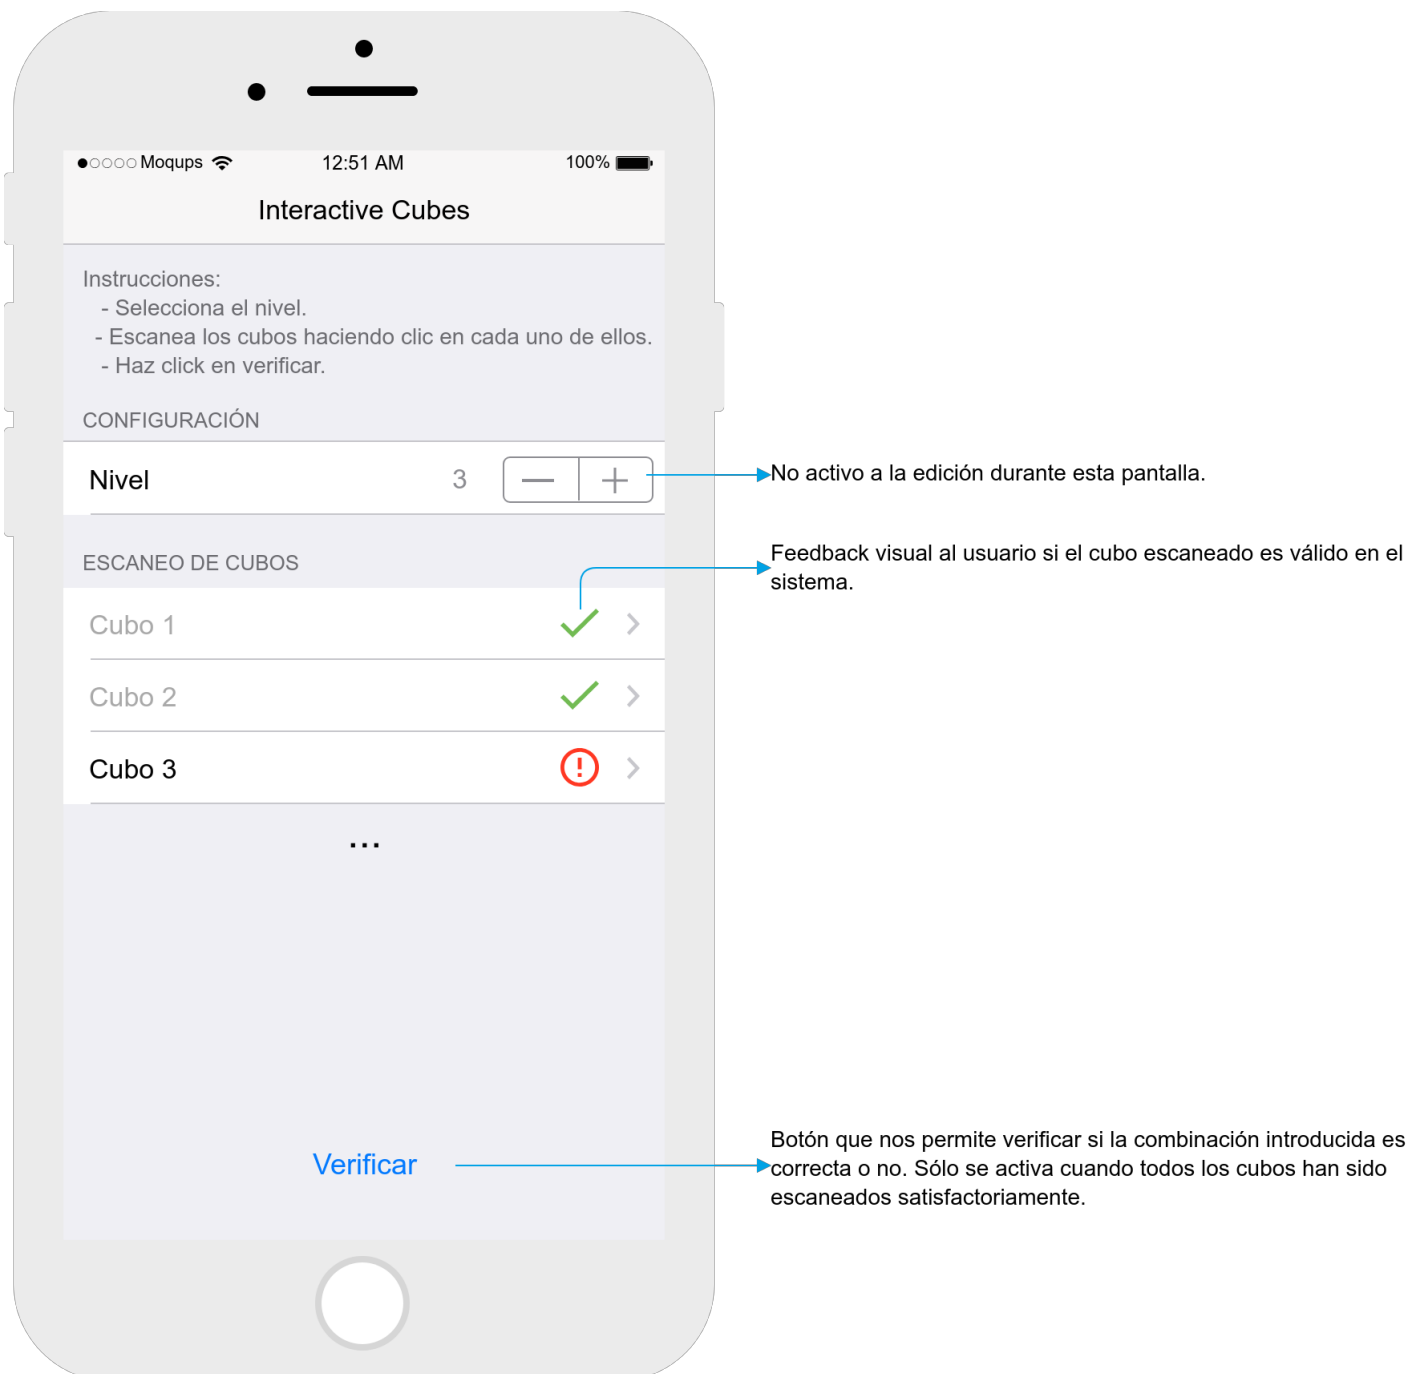 Moqups
12:51 AM
100%
Interactive Cubes
Instrucciones:
- Selecciona el nivel.
- Escanea los cubos haciendo clic en cada uno de ellos.
- Haz click en verificar.
CONFIGURACIÓN
Nivel 3
No activo a la edición durante esta pantalla.
ESCANEO DE CUBOS
Feedback visual al usuario si el cubo escaneado es válido en el
sistema.
Cubo 1
Cubo 2
Cubo 3
...
Verificar
Botón que nos permite verificar si la combinación introducida es
correcta o no. Sólo se activa cuando todos los cubos han sido
escaneados satisfactoriamente.